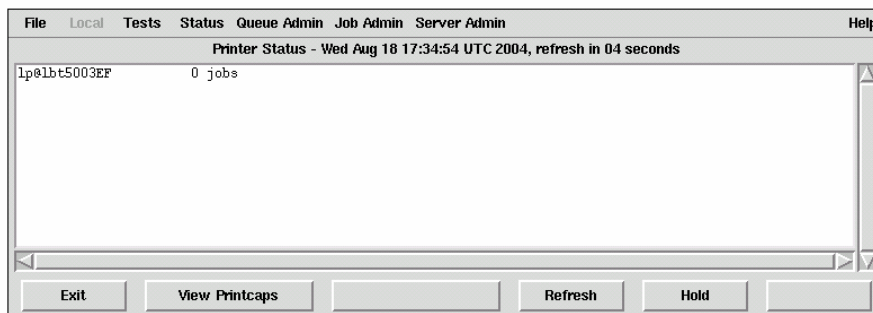 File Local Tests Status Queue Admin Job Admin Server Admin Help
Printer Status - Wed Aug 18 17:34:54 UTC 2004, refresh in 04 seconds
lp@lbt5003EF 0 jobs
Exit View Printcaps Refresh Hold